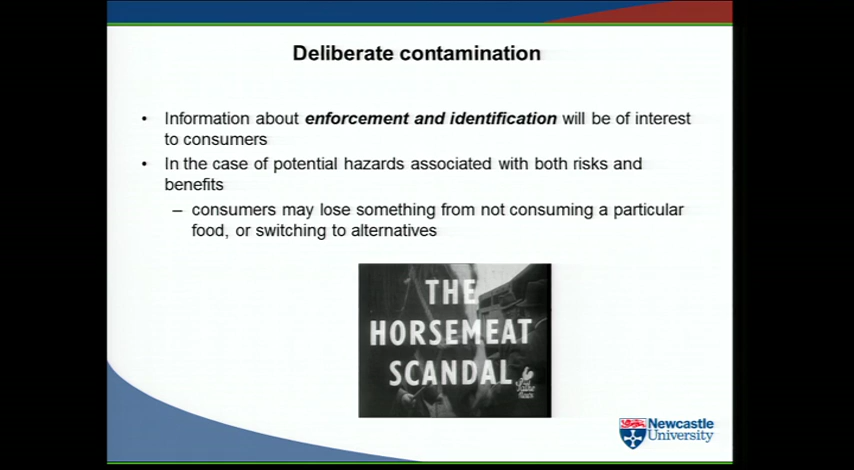 Deliberate contamination
• Information about enforcement and identification will be of interest
to consumers
• In the case of potential hazards associated with both risks and
benefits
– consumers may lose something from not consuming a particular
food, or switching to alternatives
THE
HORSEMEAT
SCANDAL
Newcastle
University